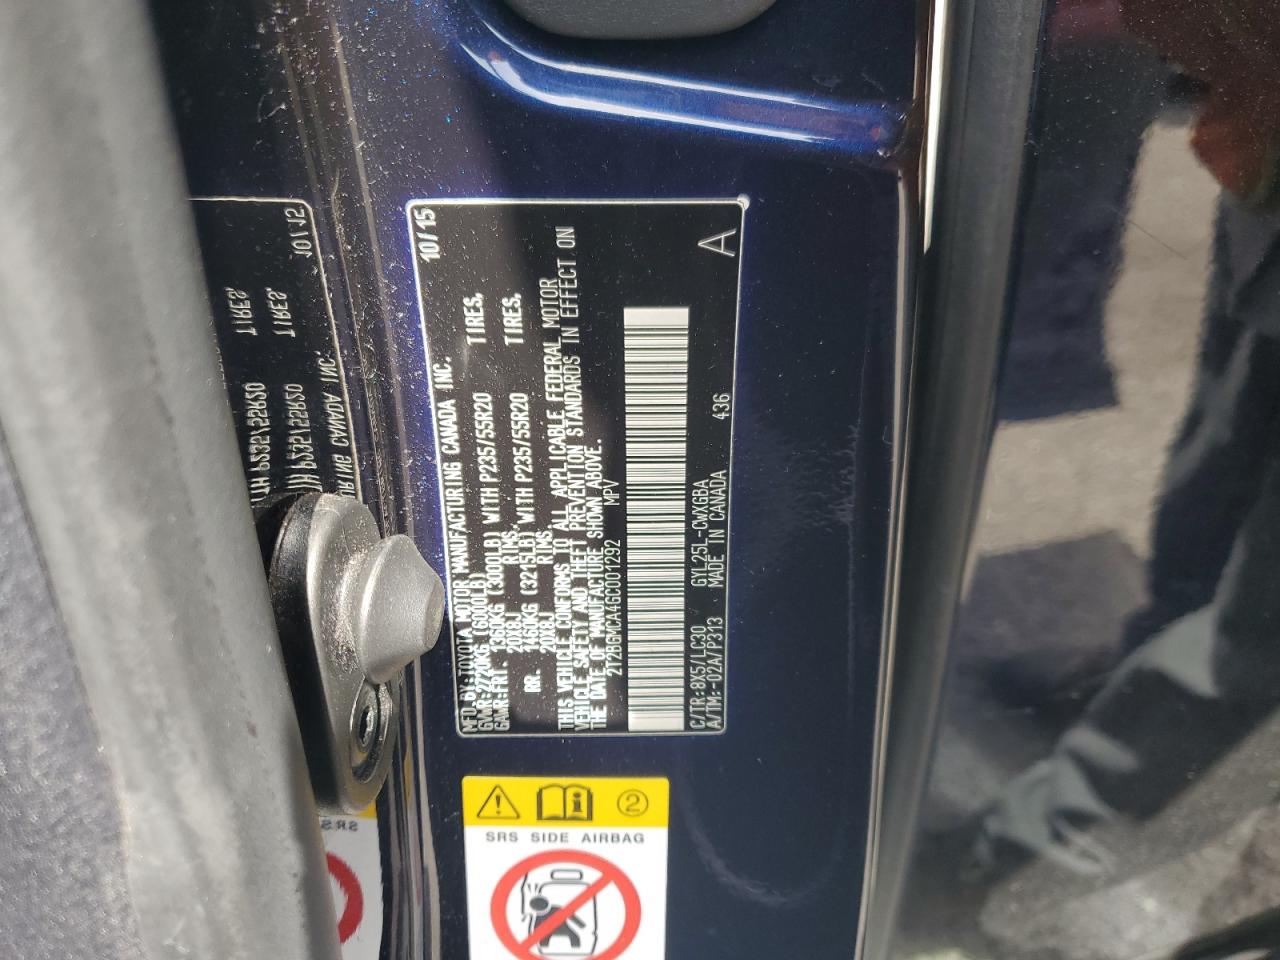 MFD.BY:TOYOTA MOTOR MANUFACTURING CANADA INC. 10/15
GVWR:2720KG (6000LB)
GAWR:FRT. 1360KG (3000LB) WITH P235/55R20 TIRES,
20X8J RIMS,
RR. 1460KG (3215LB) WITH P235/55R20 TIRES,
20X8J RIMS,
THIS VEHICLE CONFORMS TO ALL APPLICABLE FEDERAL MOTOR
VEHICLE SAFETY AND THEFT PREVENTION STANDARDS IN EFFECT ON
THE DATE OF MANUFACTURE SHOWN ABOVE.
2T2BGMCA4GC001292 MPV
C/TR:8X5/LC30 GYL25L-CWXGBA
A/TM:-02A/P313 MADE IN CANADA 436 A
2
SRS SIDE AIRBAG